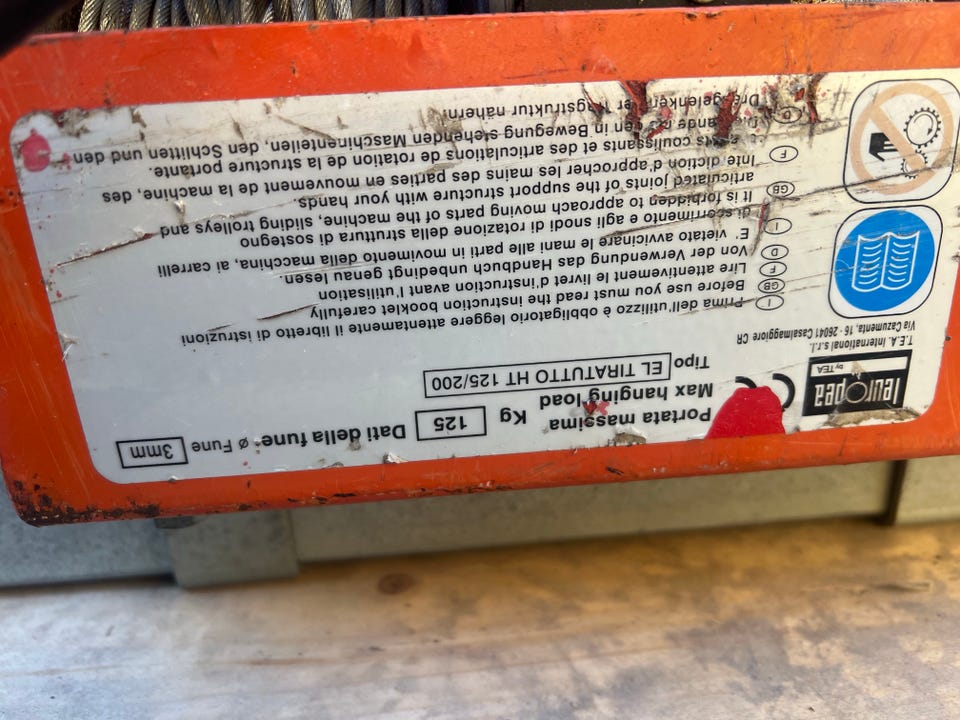 leuropea
by TEA
T.E.A. International s.r.l.
Via Cazumenta, 16 - 26041 Casalmaggiore CR
CE
Portata massima
Max hanging load
Kg
125
Dati della fune
ø Fune
3mm
Tipo
EL TIRATUTTO HT 125/200
I
Prima dell'utilizzo è obbligatorio leggere attentamente il libretto di istruzioni
GB
Before use you must read the instruction booklet carefully
F
Lire attentivement le livret d'instruction avant l'utilisation
D
Von der Verwendung das Handbuch unbedingt genau lesen.
I
E' vietato avvicinare le mani alle parti in movimento della macchina, ai carrelli
di scorrimento e agli snodi di rotazione della struttura di sostegno
GB
It is forbidden to approach moving parts of the machine, sliding trolleys and
articulated joints of the support structure with your hands.
F
Interdiction d'approcher les mains des parties en mouvement de la machine, des
coulissants et des articulations de rotation de la structure portante.
D
in Bewegung stehenden Maschinenteilen, den Schlitten und den
nähern.